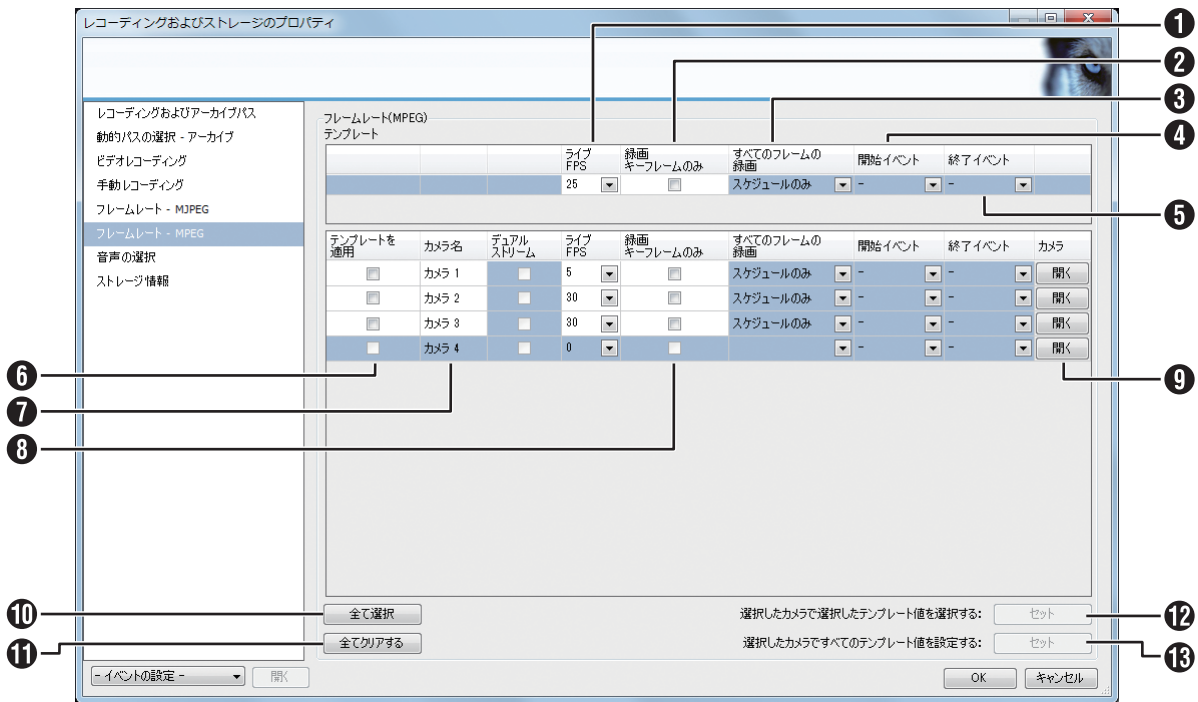 レコーディングおよびストレージのプロパティ
❶
❷
❸
❹
❺
レコーディングおよびアーカイブパス
動的パスの選択 - アーカイブ
ビデオレコーディング
手動レコーディング
フレームレート - MJPEG
フレームレート - MPEG
音声の選択
ストレージ情報
フレームレート(MPEG)
テンプレート
ライブ FPS 録画 キーフレームのみ すべてのフレームの 録画 開始イベント 終了イベント
25 スケジュールのみ - -
テンプレートを 適用 カメラ名 デュアル ストリーム ライブ FPS 録画 キーフレームのみ すべてのフレームの 録画 開始イベント 終了イベント カメラ
カメラ 1 5 スケジュールのみ - - 開く
カメラ 2 30 スケジュールのみ - - 開く
カメラ 3 30 スケジュールのみ - - 開く
カメラ 4 0 - - 開く
❻
❼
❽
❾
❿ 全て選択 選択したカメラで選択したテンプレート値を選択する: セット ⓬
⓫ 全てクリアする 選択したカメラですべてのテンプレート値を設定する: セット ⓭
- イベントの設定 - 開く OK キャンセル